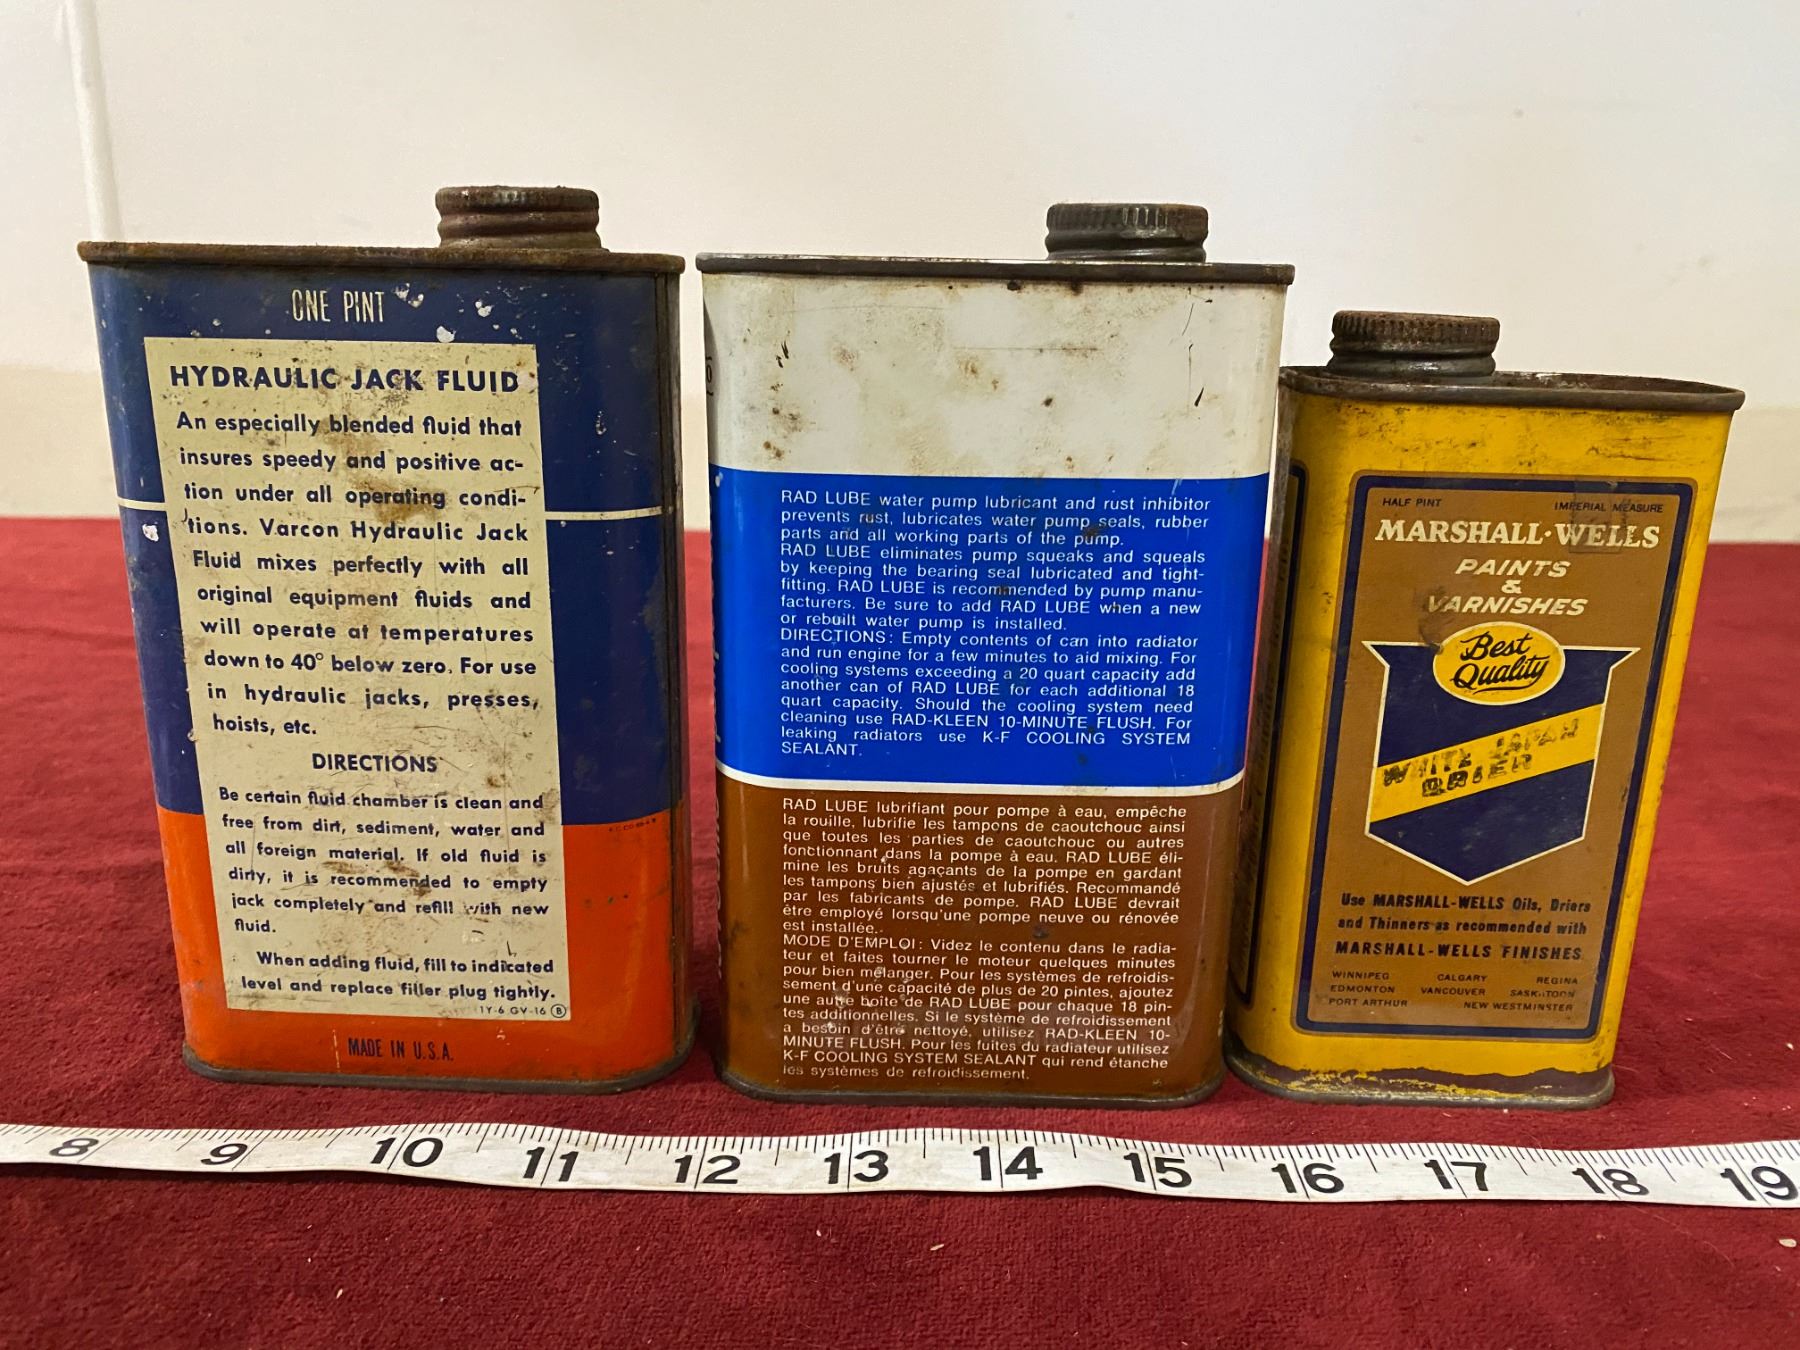 ONE PINT
HYDRAULIC JACK FLUID
An especially blended fluid that
insures speedy and positive ac-
tion under all operating condi-
tions. Varcon Hydraulic Jack
Fluid mixes perfectly with all
original equipment fluids and
will operate at temperatures
down to 40° below zero. For use
in hydraulic jacks, presses,
hoists, etc.
DIRECTIONS
Be certain fluid chamber is clean and
free from dirt, sediment, water and
all foreign material. If old fluid is
dirty, it is recommended to empty
jack completely and refill with new
fluid.
When adding fluid, fill to indicated
level and replace filler plug tightly.
1Y-6 GV-16 B
MADE IN U.S.A.
RAD LUBE water pump lubricant and rust inhibitor
prevents rust, lubricates water pump seals, rubber
parts and all working parts of the pump.
RAD LUBE eliminates pump squeaks and squeals
by keeping the bearing seal lubricated and tight-
fitting. RAD LUBE is recommended by pump manu-
facturers. Be sure to add RAD LUBE when a new
or rebuilt water pump is installed.
DIRECTIONS: Empty contents of can into radiator
and run engine for a few minutes to aid mixing. For
cooling systems exceeding a 20 quart capacity add
another can of RAD LUBE for each additional 18
quart capacity. Should the cooling system need
cleaning use RAD-KLEEN 10-MINUTE FLUSH. For
leaking radiators use K-F COOLING SYSTEM
SEALANT.
RAD LUBE lubrifiant pour pompe à eau, empêche
la rouille, lubrifie les tampons de caoutchouc ainsi
que toutes les parties de caoutchouc ou autres
fonctionnant dans la pompe à eau. RAD LUBE éli-
mine les bruits agaçants de la pompe en gardant
les tampons bien ajustés et lubrifiés. Recommandé
par les fabricants de pompe. RAD LUBE devrait
être employé lorsqu'une pompe neuve ou rénovée
est installée.
MODE D'EMPLOI: Videz le contenu dans le radia-
teur et faites tourner le moteur quelques minutes
pour bien mélanger. Pour les systèmes de refroidis-
sement d'une capacité de plus de 20 pintes, ajoutez
une autre boite de RAD LUBE pour chaque 18 pin-
tes additionnelles. Si le système de refroidissement
a besoin d'être nettoyé, utilisez RAD-KLEEN 10-
MINUTE FLUSH. Pour les fuites du radiateur utilisez
K-F COOLING SYSTEM SEALANT qui rend étanche
les systèmes de refroidissement.
HALF PINT IMPERIAL MEASURE
MARSHALL-WELLS
PAINTS
&
VARNISHES
Best
Quality
WHITE JAPAN
DRIER
Use MARSHALL-WELLS Oils, Driers
and Thinners as recommended with
MARSHALL-WELLS FINISHES
WINNIPEG CALGARY REGINA
EDMONTON VANCOUVER SASKATOON
PORT ARTHUR NEW WESTMINSTER
8 9 10 11 12 13 14 15 16 17 18 19